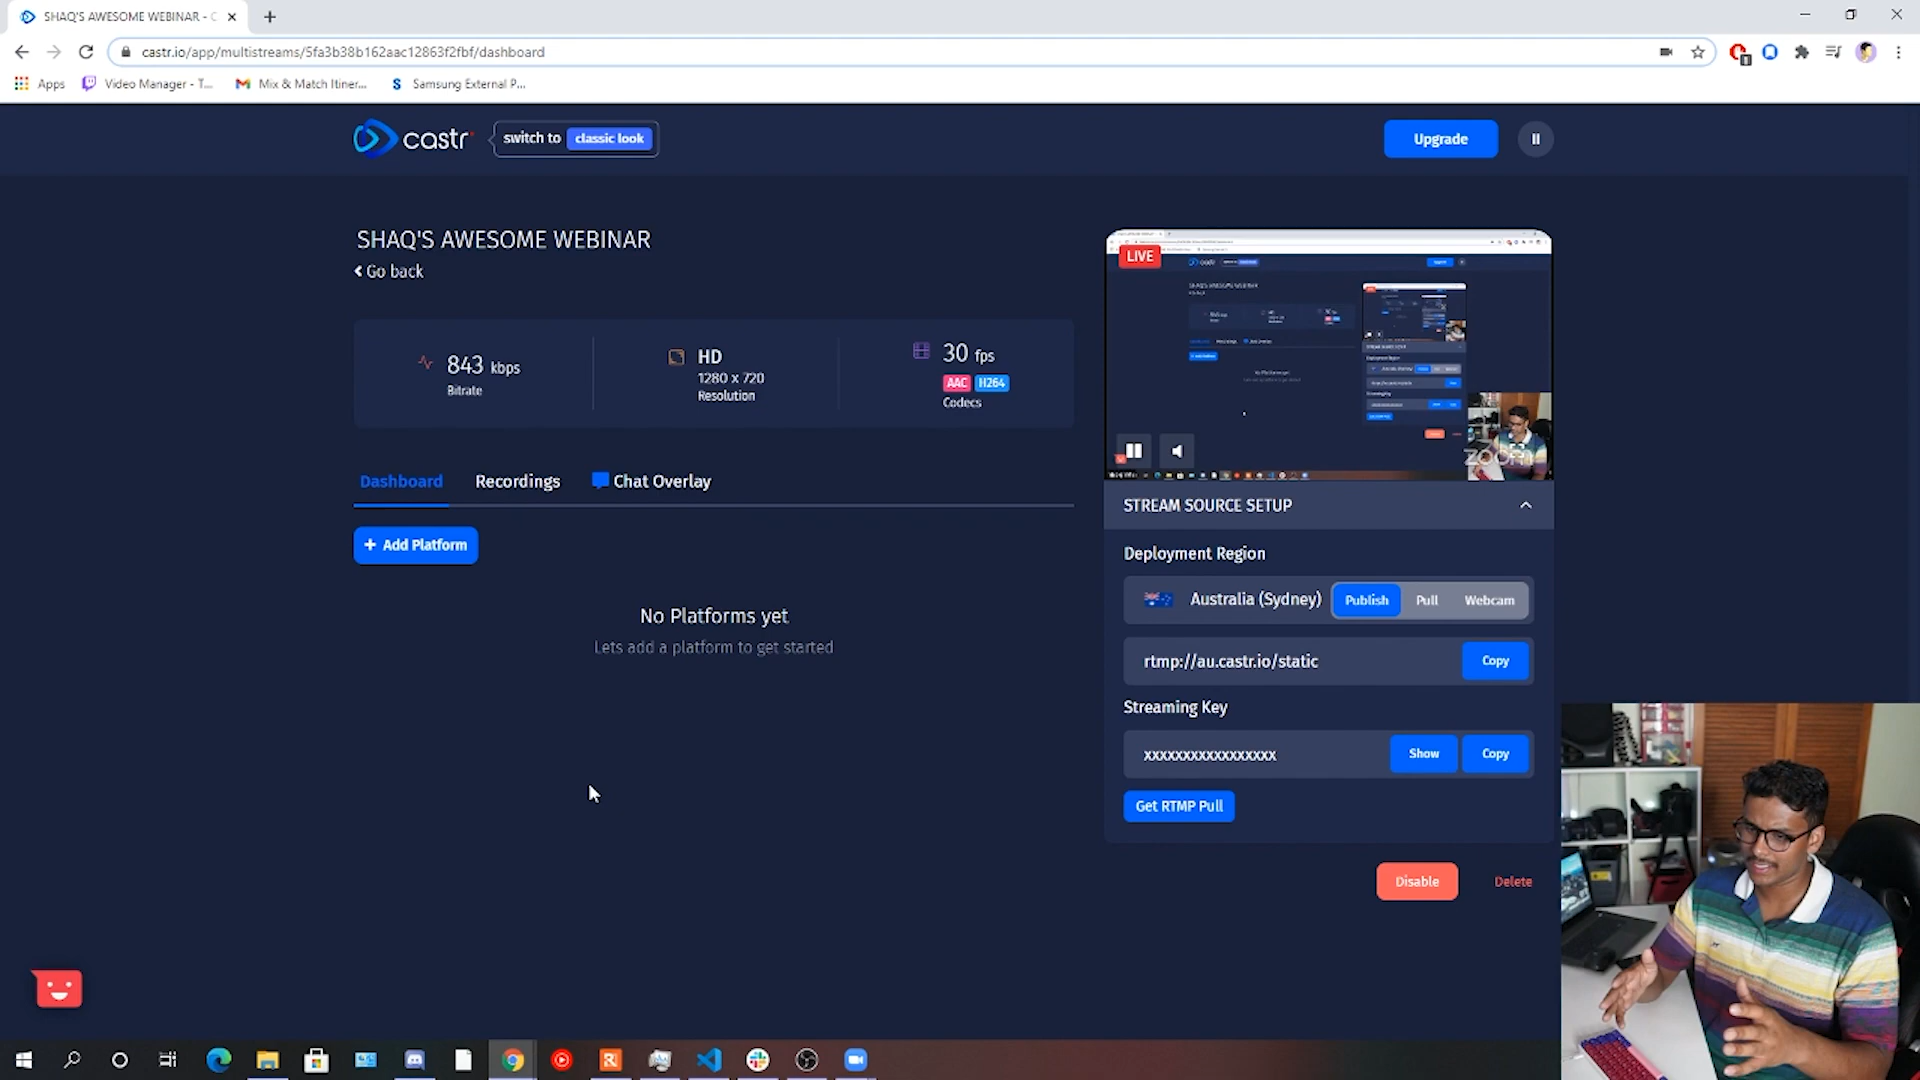 SHAQ'S AWESOME WEBINAR - C
castr.io/app/multistreams/5fa3b38b162aac12863f2fbf/dashboard
Apps
Video Manager - T...
Mix & Match Itiner...
Samsung External P...
castr
switch to classic look
Upgrade
SHAQ'S AWESOME WEBINAR
Go back
843 kbps
Bitrate
HD
1280 x 720
Resolution
30 fps
AAC H264
Codecs
Dashboard
Recordings
Chat Overlay
+ Add Platform
No Platforms yet
Lets add a platform to get started
LIVE
zoom
STREAM SOURCE SETUP
Deployment Region
Australia (Sydney)
Publish
Pull
Webcam
rtmp://au.castr.io/static
Copy
Streaming Key
xxxxxxxxxxxxxxxxx
Show
Copy
Get RTMP Pull
Disable
Delete